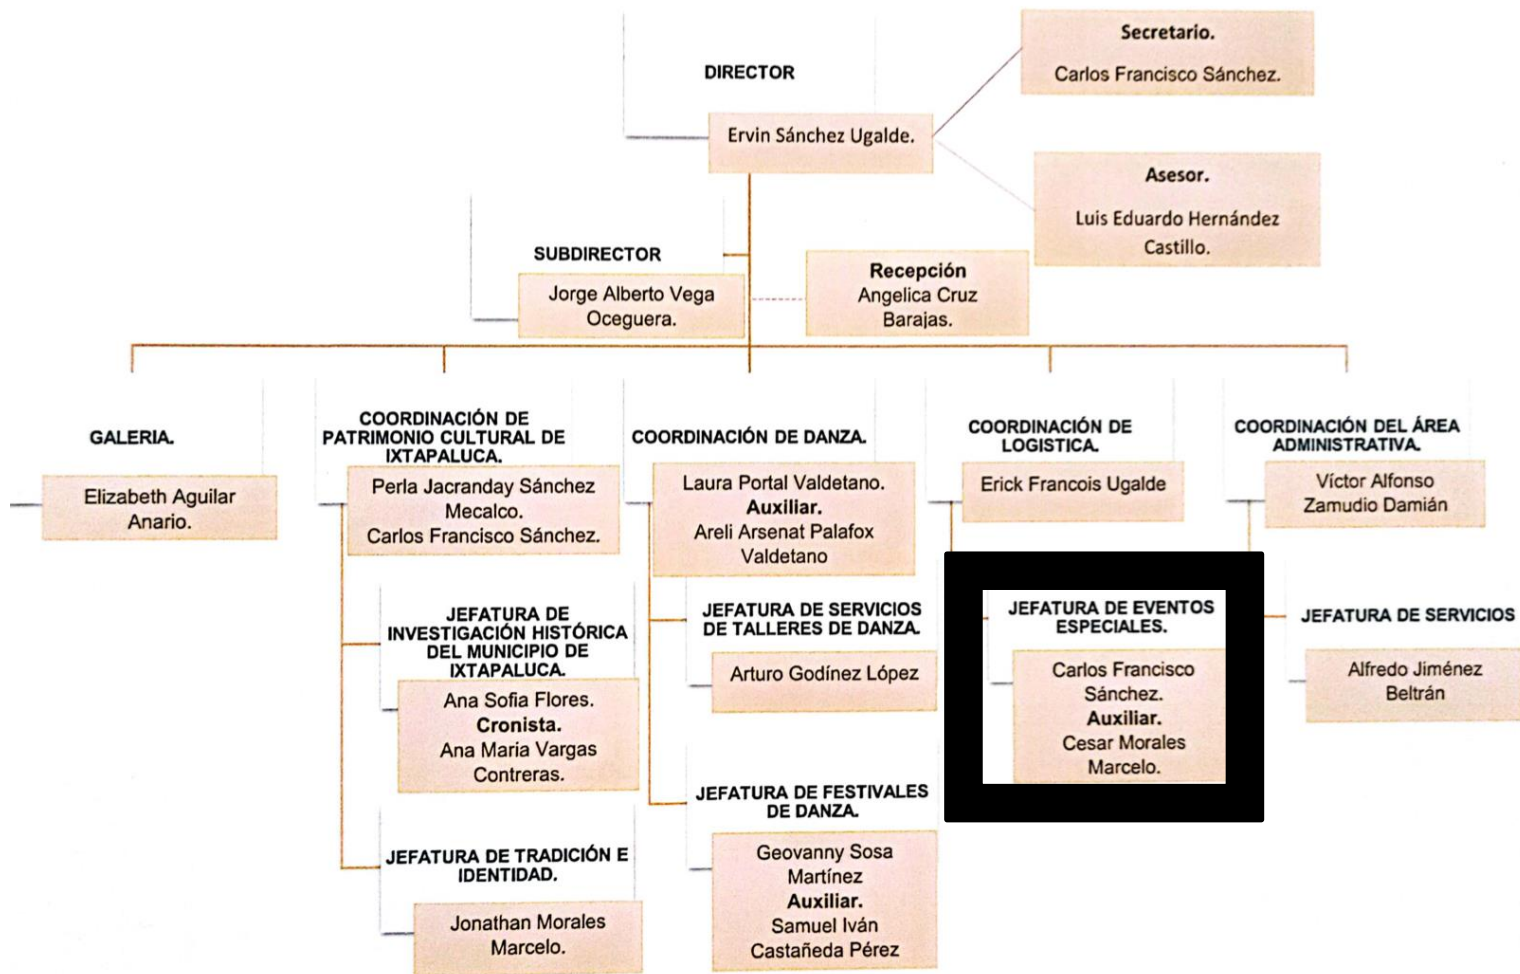 DIRECTOR
Ervin Sánchez Ugalde.
Secretario.
Carlos Francisco Sánchez.
Asesor.
Luis Eduardo Hernández
Castillo.
SUBDIRECTOR
Jorge Alberto Vega
Oceguera.
Recepción
Angelica Cruz
Barajas.
GALERIA.
Elizabeth Aguilar
Anario.
COORDINACIÓN DE
PATRIMONIO CULTURAL DE
IXTAPALUCA.
Perla Jacranday Sánchez
Mecalco.
Carlos Francisco Sánchez.
JEFATURA DE
INVESTIGACIÓN HISTÓRICA
DEL MUNICIPIO DE
IXTAPALUCA.
Ana Sofia Flores.
Cronista.
Ana Maria Vargas
Contreras.
JEFATURA DE TRADICIÓN E
IDENTIDAD.
Jonathan Morales
Marcelo.
COORDINACIÓN DE DANZA.
Laura Portal Valdetano.
Auxiliar.
Areli Arsenat Palafox
Valdetano
JEFATURA DE SERVICIOS
DE TALLERES DE DANZA.
Arturo Godínez López
JEFATURA DE FESTIVALES
DE DANZA.
Geovanny Sosa
Martínez
Auxiliar.
Samuel Iván
Castañeda Pérez
COORDINACIÓN DE
LOGISTICA.
Erick Francois Ugalde
JEFATURA DE EVENTOS
ESPECIALES.
Carlos Francisco
Sánchez.
Auxiliar.
Cesar Morales
Marcelo.
COORDINACIÓN DEL ÁREA
ADMINISTRATIVA.
Víctor Alfonso
Zamudio Damián
JEFATURA DE SERVICIOS
Alfredo Jiménez
Beltrán